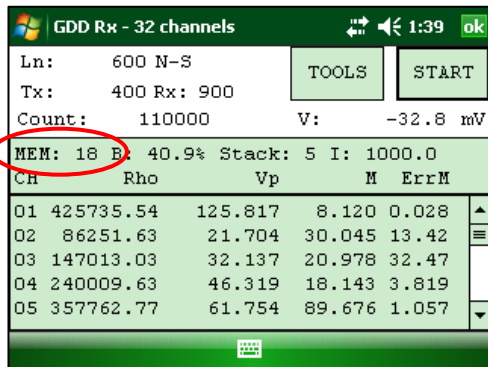 GDD Rx - 32 channels 1:39 ok
Ln: 600 N-S
TOOLS START
Tx: 400 Rx: 900
Count: 110000 V: -32.8 mV
MEM: 18 B: 40.9% Stack: 5 I: 1000.0
CH Rho Vp M ErrM
01 425735.54 125.817 8.120 0.028
02 86251.63 21.704 30.045 13.42
03 147013.03 32.137 20.978 32.47
04 240009.63 46.319 18.143 3.819
05 357762.77 61.754 89.676 1.057